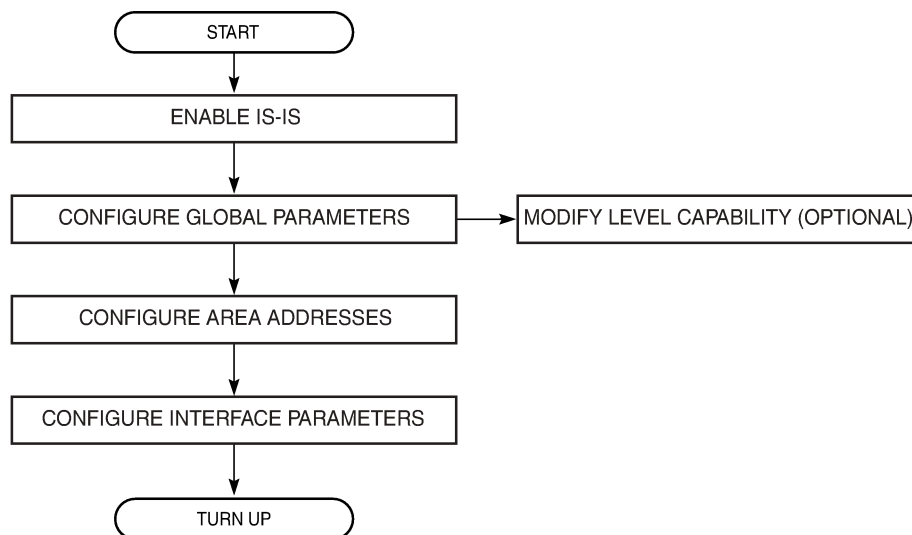 START
ENABLE IS-IS
CONFIGURE GLOBAL PARAMETERS
MODIFY LEVEL CAPABILITY (OPTIONAL)
CONFIGURE AREA ADDRESSES
CONFIGURE INTERFACE PARAMETERS
TURN UP